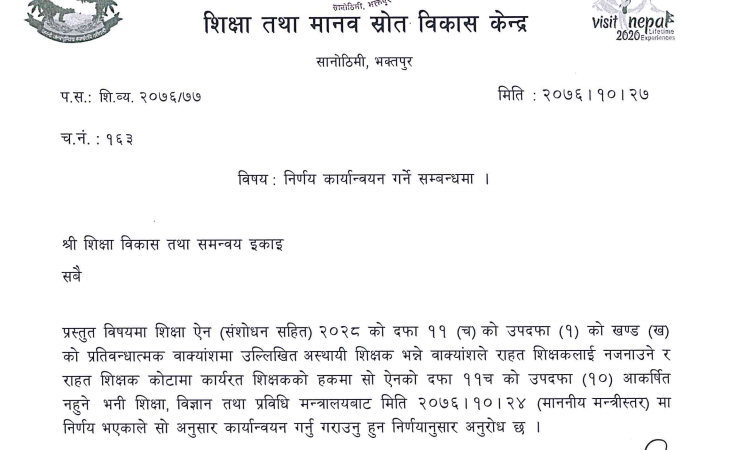 सानोठिमी, भक्तपुर
शिक्षा तथा मानव स्रोत विकास केन्द्र
visit nepal
2020 Lifetime Experiences
सानोठिमी, भक्तपुर
प.स.: शि.व्य. २०७६/७७
मिति : २०७६।१०।२७
च.नं. : १६३
विषय : निर्णय कार्यान्वयन गर्ने सम्बन्धमा ।
श्री शिक्षा विकास तथा समन्वय इकाइ
सबै
प्रस्तुत विषयमा शिक्षा ऐन (संशोधन सहित) २०२८ को दफा ११ (च) को उपदफा (१) को खण्ड (ख)
को प्रतिवन्धात्मक वाक्यांशमा उल्लिखित अस्थायी शिक्षक भन्ने वाक्यांशले राहत शिक्षकलाई नजनाउने र
राहत शिक्षक कोटामा कार्यरत शिक्षकको हकमा सो ऐनको दफा ११च को उपदफा (१०) आकर्षित
नहुने भनी शिक्षा, विज्ञान तथा प्रविधि मन्त्रालयबाट मिति २०७६।१०।२४ (माननीय मन्त्रीस्तर) मा
निर्णय भएकाले सो अनुसार कार्यान्वयन गर्नु गराउनु हुन निर्णयानुसार अनुरोध छ ।